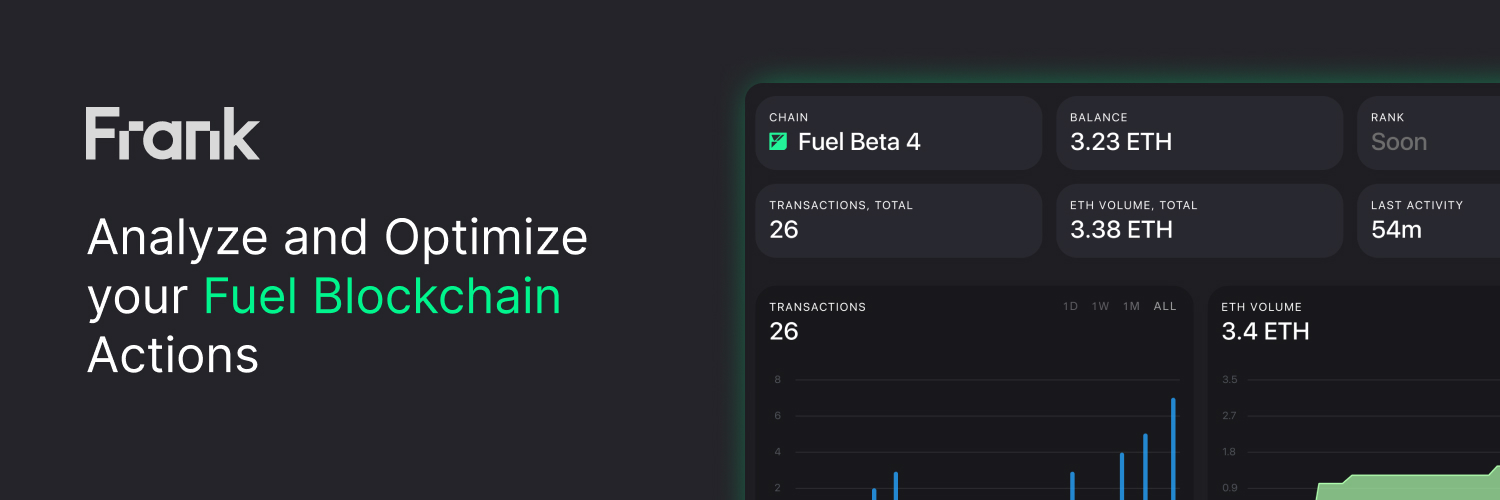 Frank
Analyze and Optimize
your Fuel Blockchain
Actions
CHAIN
Fuel Beta 4
BALANCE
3.23 ETH
RANK
Soon
TRANSACTIONS, TOTAL
26
ETH VOLUME, TOTAL
3.38 ETH
LAST ACTIVITY
54m
TRANSACTIONS
1D 1W 1M ALL
26
8
6
4
2
ETH VOLUME
3.4 ETH
3.5
2.7
1.8
0.9